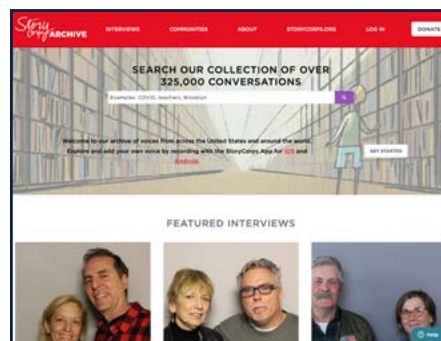 StoryCorps ARCHIVE
INTERVIEWS COMMUNITIES ABOUT STORYCORPS.ORG LOG IN DONATE
SEARCH OUR COLLECTION OF OVER
325,000 CONVERSATIONS
Examples: COVID, teachers, Brooklyn
Welcome to our archive of voices from across the United States and around the world.
Explore and add your own voice by recording with the StoryCorps App for iOS and
Android.
GET STARTED
FEATURED INTERVIEWS
Help